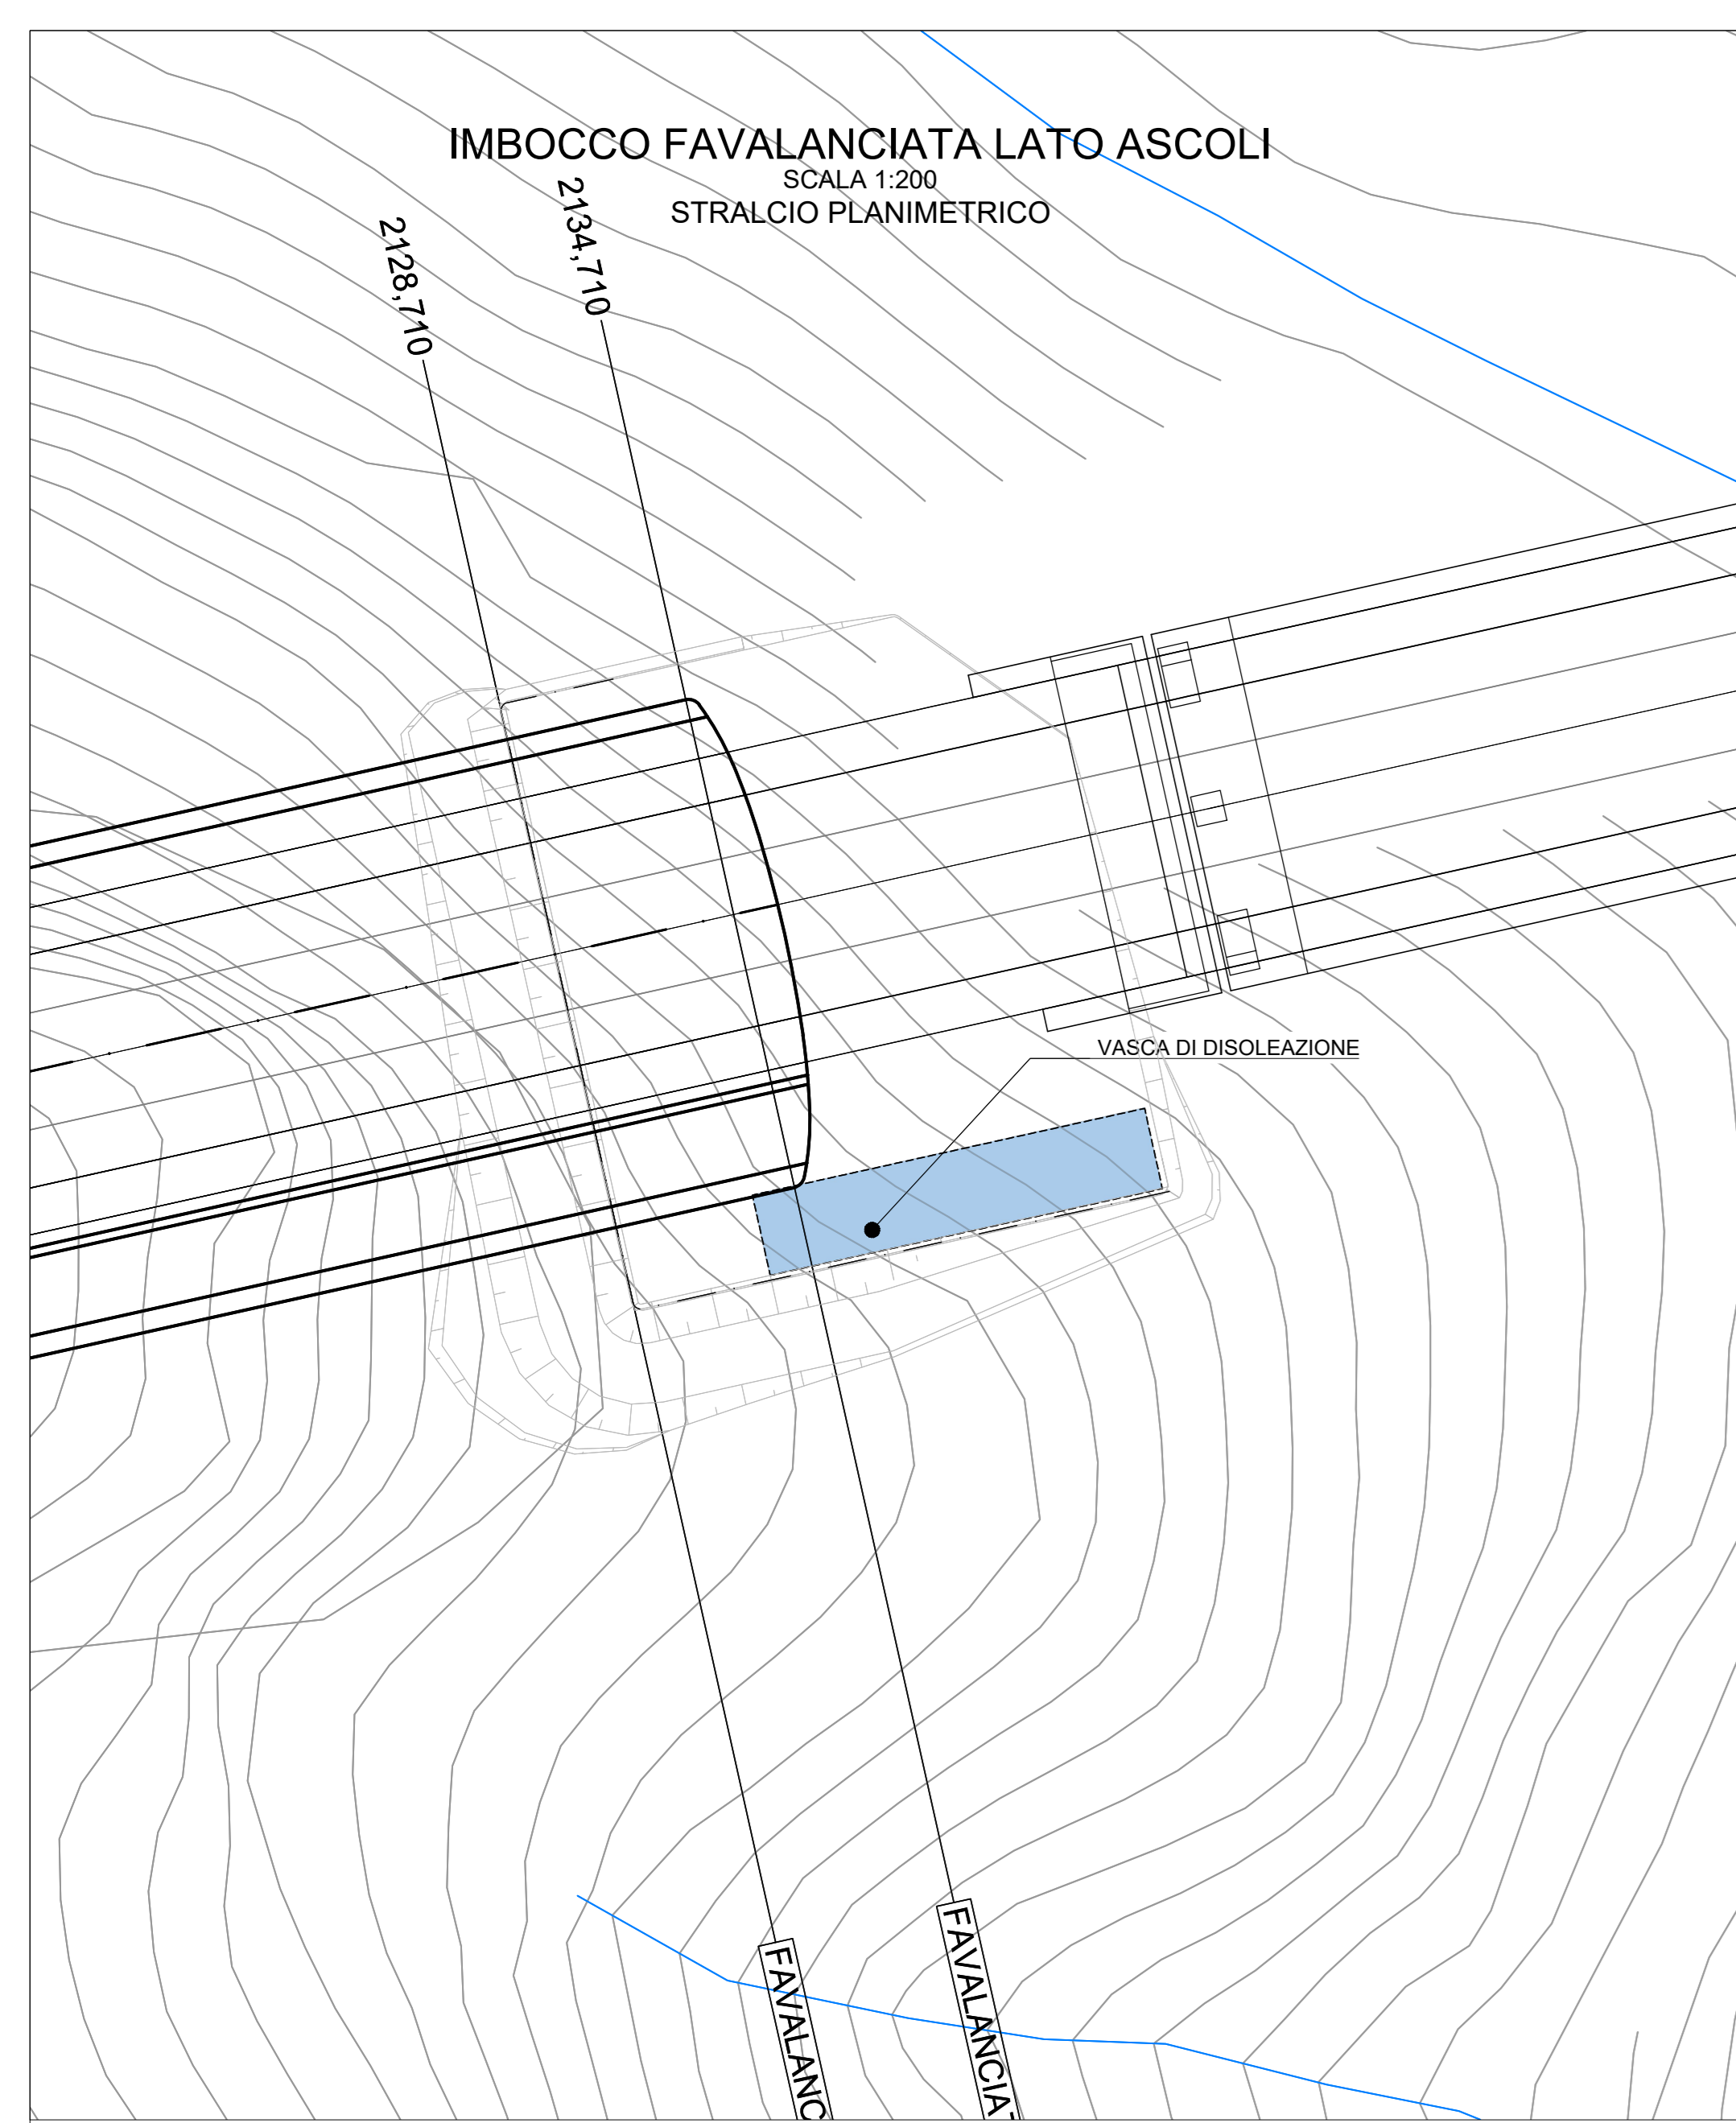 IMBOCCO FAVALANCIATA LATO ASCOLI
SCALA 1:200
STRALCIO PLANIMETRICO
2128,710
2134,710
VASCA DI DISOLEAZIONE